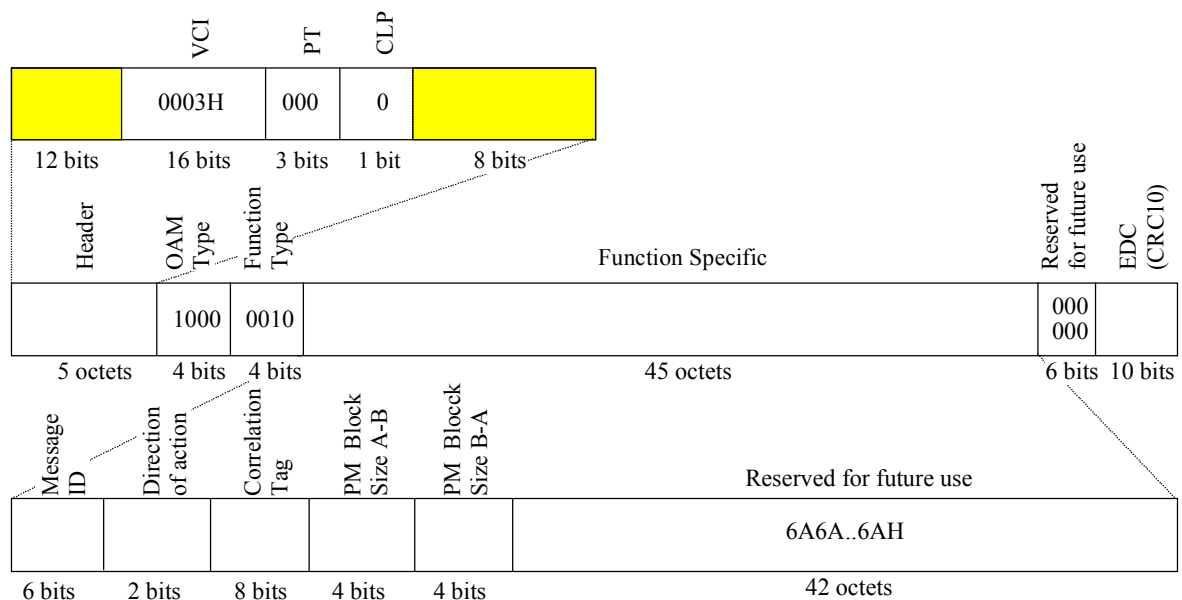 VCI
PT
CLP
0003H
000
0
12 bits
16 bits
3 bits
1 bit
8 bits
Header
OAM
Type
Function
Type
Function Specific
Reserved
for future use
EDC
(CRC10)
1000
0010
000
000
5 octets
4 bits
4 bits
45 octets
6 bits
10 bits
Message
ID
Direction
of action
Correlation
Tag
PM Block
Size A-B
PM Blocck
Size B-A
Reserved for future use
6A6A..6AH
6 bits
2 bits
8 bits
4 bits
4 bits
42 octets